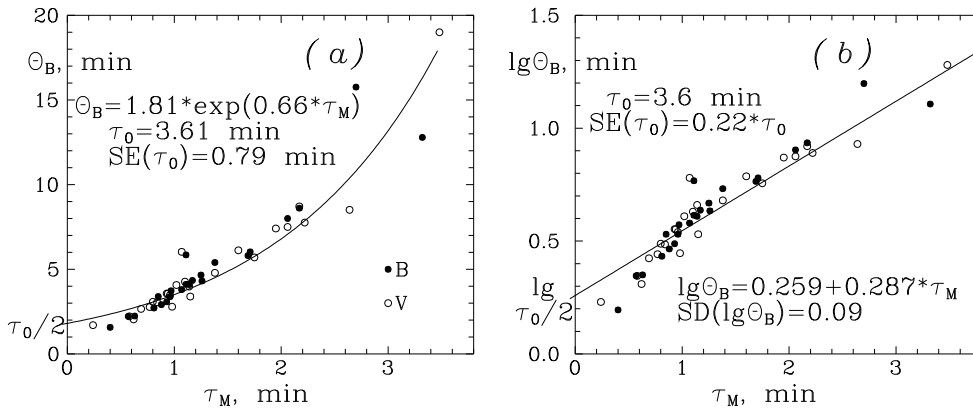 20
15
10
5
0
Θ_B, min
(a)
Θ_B=1.81*exp(0.66*τ_M)
τ_0=3.61 min
SE(τ_0)=0.79 min
B
V
τ_0/2
0 1 2 3
τ_M, min
1.5
1.0
0.5
0.0
lgΘ_B, min
(b)
τ_0=3.6 min
SE(τ_0)=0.22*τ_0
lg
τ_0/2
lgΘ_B=0.259+0.287*τ_M
SD(lgΘ_B)=0.09
0 1 2 3
τ_M, min